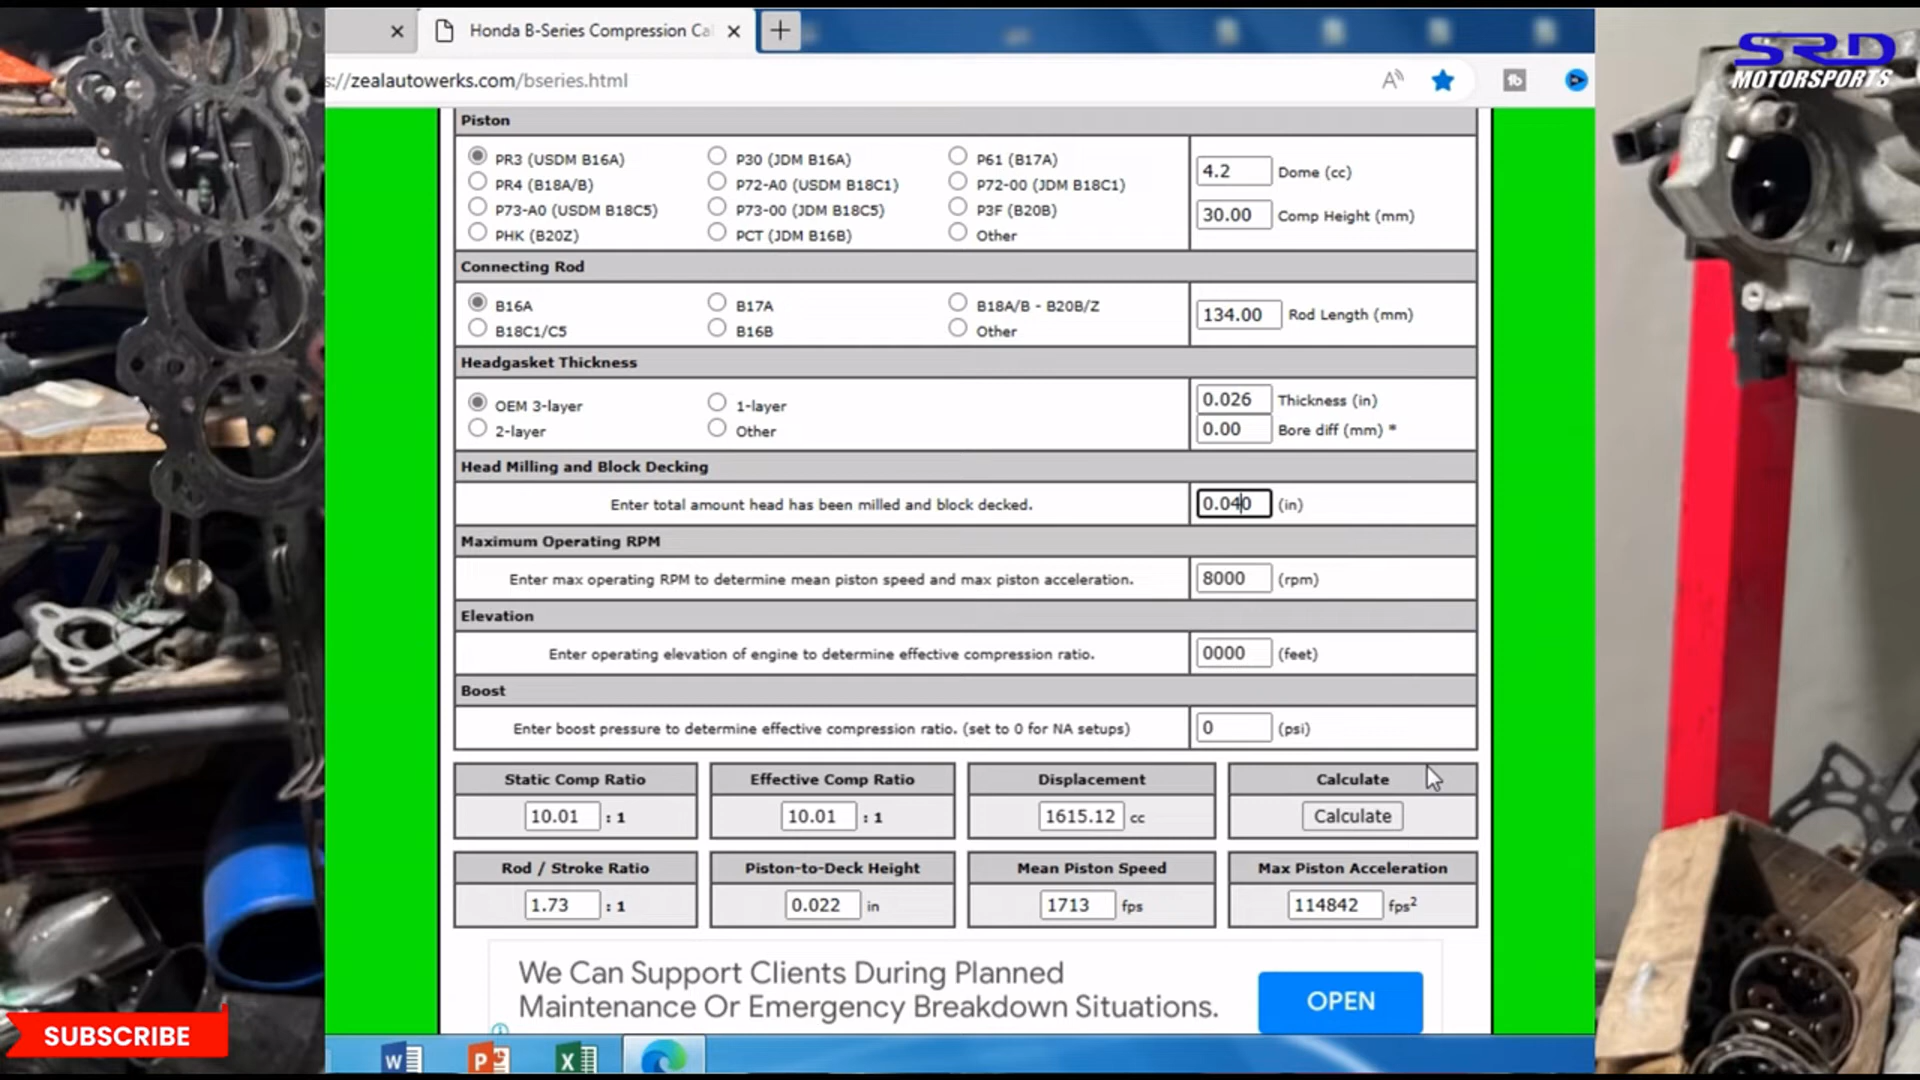 Honda B-Series Compression Ca
s://zealautowerks.com/bseries.html
SRD
MOTORSPORTS
Piston
PR3 (USDM B16A) P30 (JDM B16A) P61 (B17A)
PR4 (B18A/B) P72-A0 (USDM B18C1) P72-00 (JDM B18C1)
P73-A0 (USDM B18C5) P73-00 (JDM B18C5) P3F (B20B)
PHK (B20Z) PCT (JDM B16B) Other
4.2 Dome (cc)
30.00 Comp Height (mm)
Connecting Rod
B16A B17A B18A/B - B20B/Z
B18C1/C5 B16B Other
134.00 Rod Length (mm)
Headgasket Thickness
OEM 3-layer 1-layer
2-layer Other
0.026 Thickness (in)
0.00 Bore diff (mm) *
Head Milling and Block Decking
Enter total amount head has been milled and block decked. 0.040 (in)
Maximum Operating RPM
Enter max operating RPM to determine mean piston speed and max piston acceleration. 8000 (rpm)
Elevation
Enter operating elevation of engine to determine effective compression ratio. 0000 (feet)
Boost
Enter boost pressure to determine effective compression ratio. (set to 0 for NA setups) 0 (psi)
Static Comp Ratio Effective Comp Ratio Displacement Calculate
10.01 : 1 10.01 : 1 1615.12 cc Calculate
Rod / Stroke Ratio Piston-to-Deck Height Mean Piston Speed Max Piston Acceleration
1.73 : 1 0.022 in 1713 fps 114842 fps²
We Can Support Clients During Planned
Maintenance Or Emergency Breakdown Situations.
OPEN
SUBSCRIBE